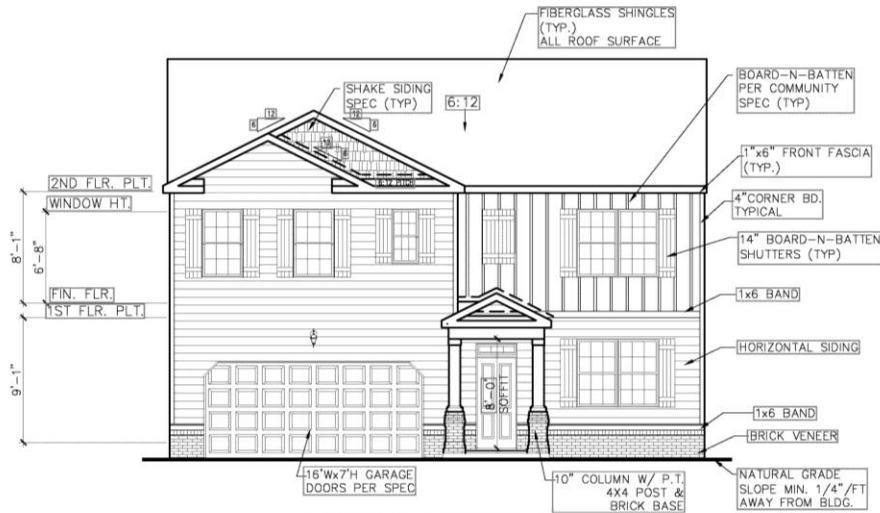 FIBERGLASS SHINGLES
(TYP.)
ALL ROOF SURFACE
SHAKE SIDING
SPEC (TYP)
6:12
BOARD-N-BATTEN
PER COMMUNITY
SPEC (TYP)
12
6
12
6
6:12 PITCH
1"x6" FRONT FASCIA
(TYP.)
2ND FLR. PLT.
WINDOW HT.
4"CORNER BD.
TYPICAL
8'-1"
6'-8"
14" BOARD-N-BATTEN
SHUTTERS (TYP)
FIN. FLR.
1ST FLR. PLT.
1x6 BAND
HORIZONTAL SIDING
9'-1"
8'-0"
SOFFIT
1x6 BAND
BRICK VENEER
16'Wx7'H GARAGE
DOORS PER SPEC
10" COLUMN W/ P.T.
4X4 POST &
BRICK BASE
NATURAL GRADE
SLOPE MIN. 1/4"/FT
AWAY FROM BLDG.